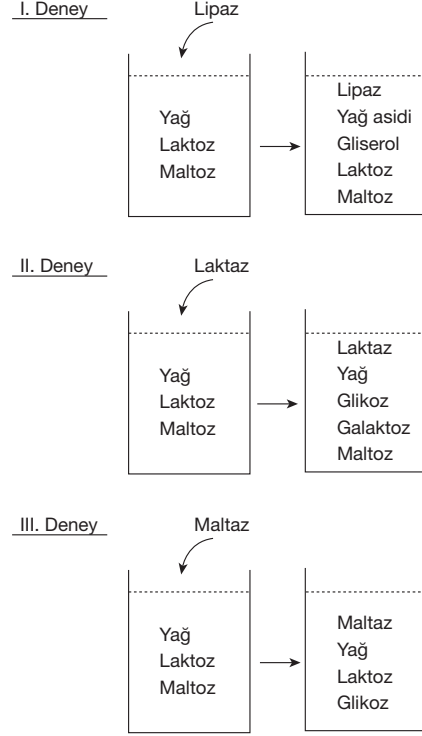 I. Deney
Lipaz
Yağ
Laktoz
Maltoz
Lipaz
Yağ asidi
Gliserol
Laktoz
Maltoz
II. Deney
Laktaz
Yağ
Laktoz
Maltoz
Laktaz
Yağ
Glikoz
Galaktoz
Maltoz
III. Deney
Maltaz
Yağ
Laktoz
Maltoz
Maltaz
Yağ
Laktoz
Glikoz